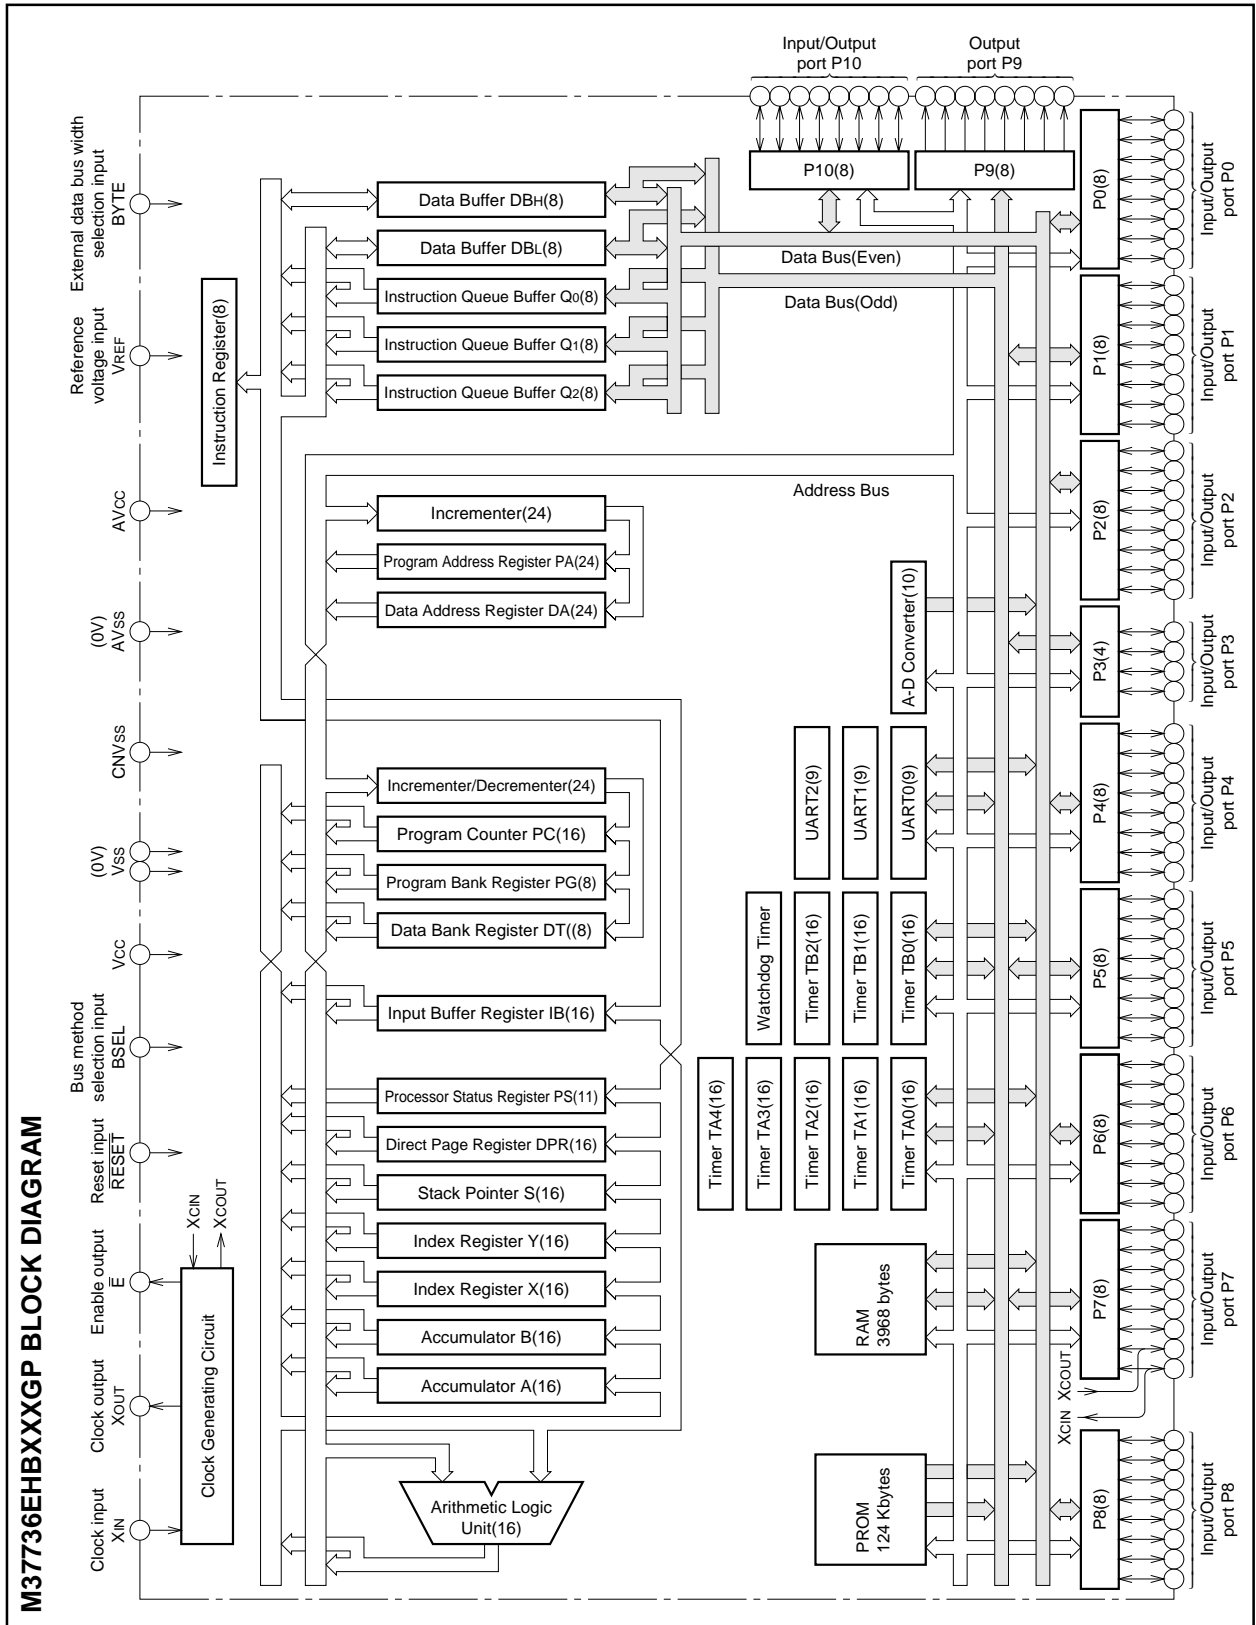 M37736EHBXXXGP BLOCK DIAGRAM
Input/Output
port P10
Output
port P9
External data bus width
selection input
BYTE
Reference
voltage input
VREF
AVCC
(0V)
AVSS
CNVSS
(0V)
VSS
VCC
Bus method
selection input
BSEL
Reset input
RESET
Enable output
E
Clock output
XOUT
Clock input
XIN
Instruction Register(8)
Clock Generating Circuit
XCIN
XCOUT
Data Buffer DBH(8)
Data Buffer DBL(8)
Instruction Queue Buffer Q0(8)
Instruction Queue Buffer Q1(8)
Instruction Queue Buffer Q2(8)
Incrementer(24)
Program Address Register PA(24)
Data Address Register DA(24)
Incrementer/Decrementer(24)
Program Counter PC(16)
Program Bank Register PG(8)
Data Bank Register DT((8)
Input Buffer Register IB(16)
Processor Status Register PS(11)
Direct Page Register DPR(16)
Stack Pointer S(16)
Index Register Y(16)
Index Register X(16)
Accumulator B(16)
Accumulator A(16)
Arithmetic Logic
Unit(16)
P10(8)
P9(8)
Data Bus(Even)
Data Bus(Odd)
Address Bus
A-D Converter(10)
UART2(9)
UART1(9)
UART0(9)
Watchdog Timer
Timer TB2(16)
Timer TB1(16)
Timer TB0(16)
Timer TA4(16)
Timer TA3(16)
Timer TA2(16)
Timer TA1(16)
Timer TA0(16)
RAM
3968 bytes
PROM
124 Kbytes
XCIN
XCOUT
P0(8)
P1(8)
P2(8)
P3(4)
P4(8)
P5(8)
P6(8)
P7(8)
P8(8)
Input/Output
port P0
Input/Output
port P1
Input/Output
port P2
Input/Output
port P3
Input/Output
port P4
Input/Output
port P5
Input/Output
port P6
Input/Output
port P7
Input/Output
port P8